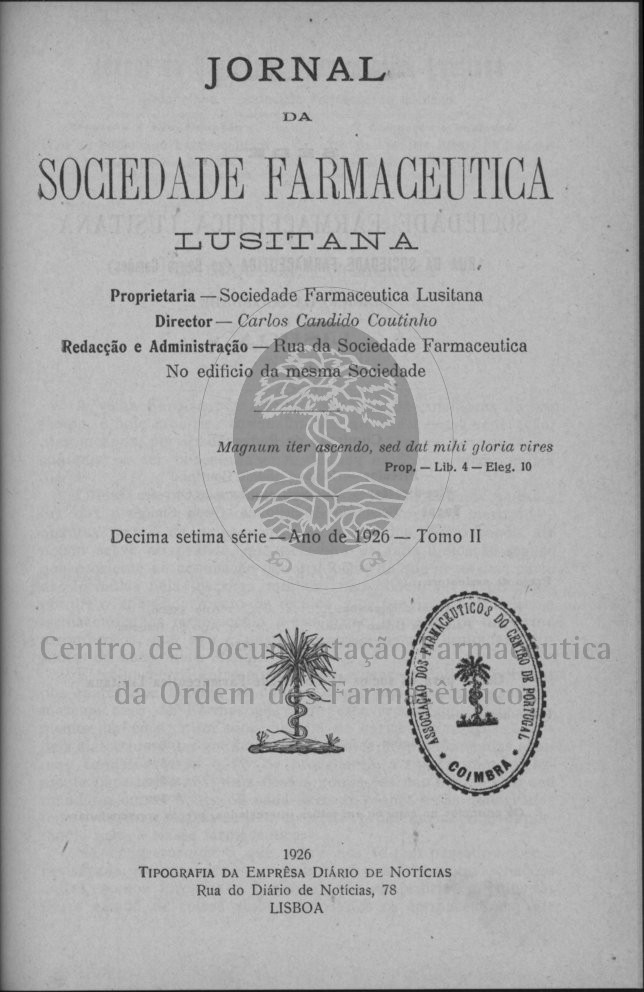 JORNAL
DA
SOCIEDADE FARMACEUTICA
LUSITANA
Proprietaria — Sociedade Farmaceutica Lusitana
Director — Carlos Candido Coutinho
Redacção e Administração — Rua da Sociedade Farmaceutica
No edificio da mesma Sociedade
Magnum iter ascendo, sed dat mihi gloria vires
Prop. — Lib. 4 — Eleg. 10
Decima setima série — Ano de 1926 — Tomo II
Centro de Documentação Farmacêutica
da Ordem dos Farmacêuticos
ASSOCIAÇÃO DOS FARMACEUTICOS DO CENTRO DE PORTUGAL
• COIMBRA •
1926
TIPOGRAFIA DA EMPRÊSA DIÁRIO DE NOTÍCIAS
Rua do Diário de Notícias, 78
LISBOA